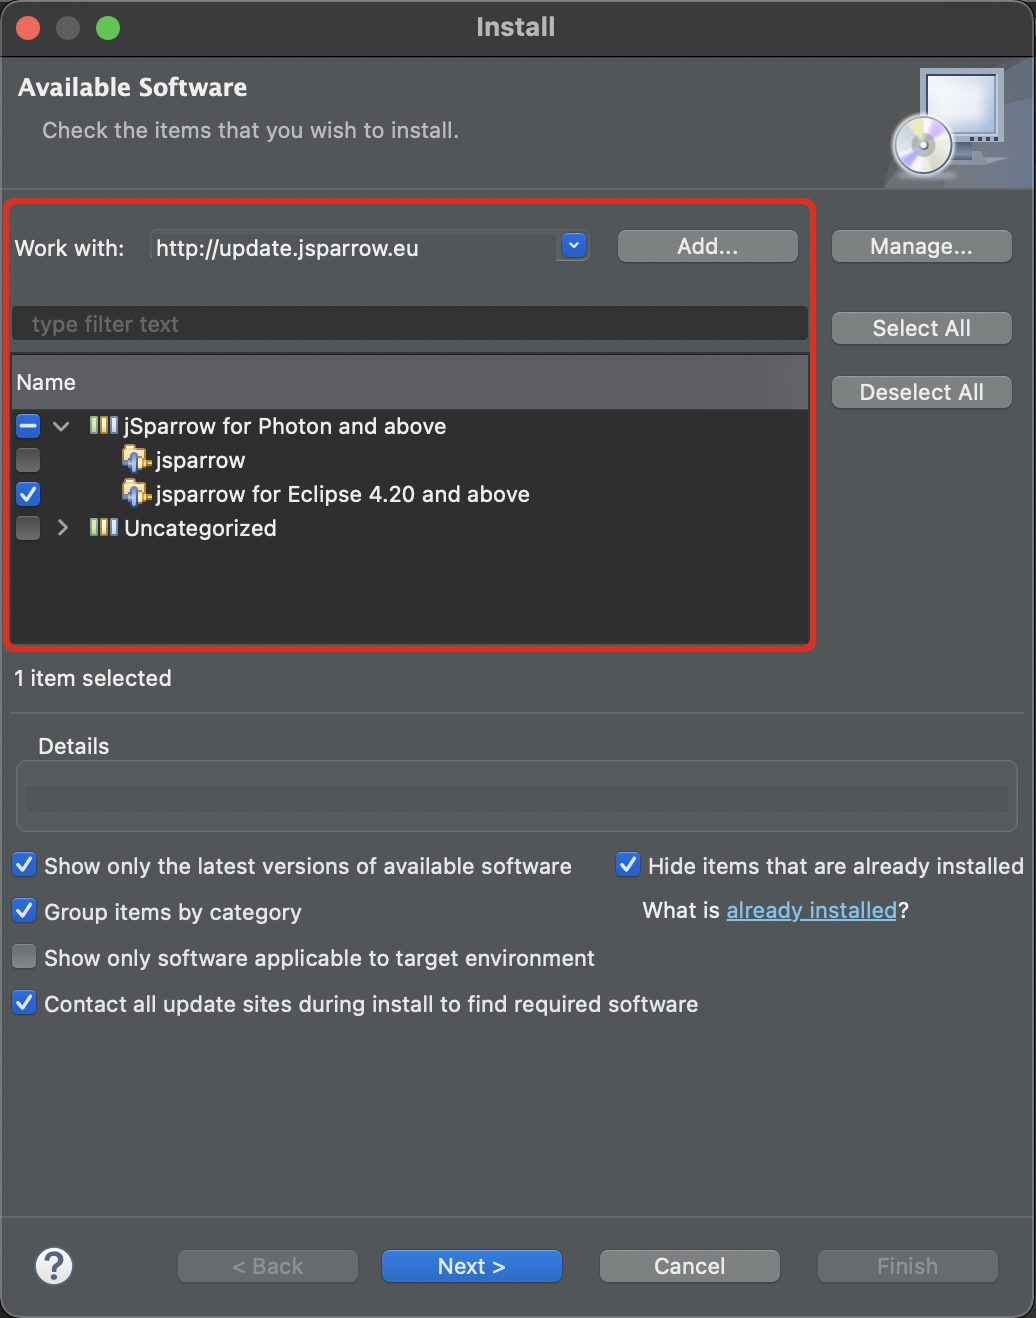 Install
Available Software
Check the items that you wish to install.
Work with: http://update.jsparrow.eu Add... Manage...
type filter text
Select All
Name
Deselect All
jSparrow for Photon and above
jsparrow
jsparrow for Eclipse 4.20 and above
Uncategorized
1 item selected
Details
Show only the latest versions of available software
Hide items that are already installed
Group items by category
What is already installed?
Show only software applicable to target environment
Contact all update sites during install to find required software
? < Back Next > Cancel Finish